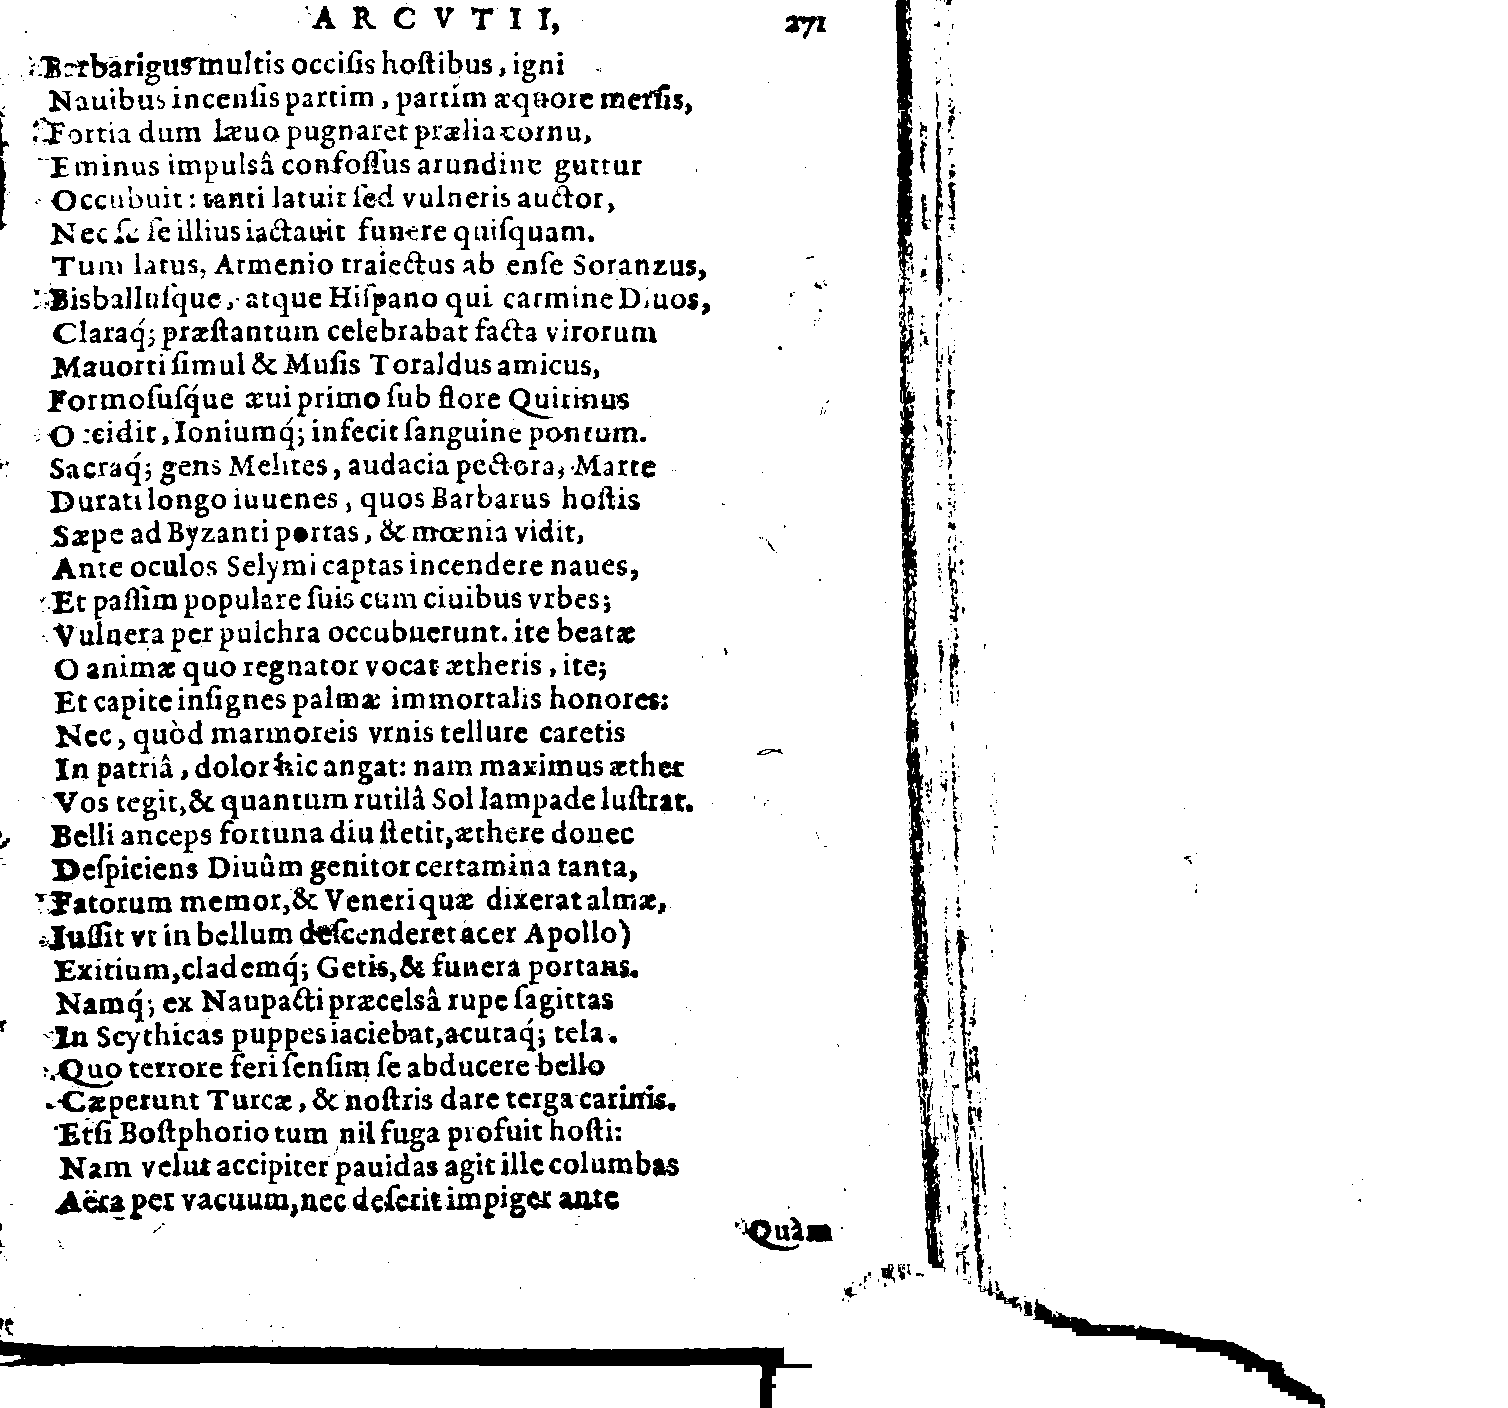 ARCVTII, 271
Barbarigus multis occisis hostibus, igni
Nauibus incensis partim, partim æquore mersis,
Fortia dum læuo pugnaret prælia cornu,
Eminus impulsâ confossus arundine guttur
Occubuit: tanti latuit sed vulneris auctor,
Nec se se illius iactauit funere quisquam.
Tum latus, Armenio traiectus ab ense Soranzus,
Bisballusque, atque Hispano qui carmine Diuos,
Claraq́; præstantum celebrabat facta virorum
Mauorti simul & Musis Toraldus amicus,
Formosusq́ue æui primo sub flore Quirinus
Occidit, Ioniumq́; infecit sanguine pontum.
Sacraq́; gens Melites, audacia pectora, Marte
Durati longo iuuenes, quos Barbarus hostis
Sæpe ad Byzanti portas, & mœnia vidit,
Ante oculos Selymi captas incendere naues,
Et passim populare suis cum ciuibus vrbes;
Vulnera per pulchra occubuerunt. ite beatæ
O animæ quo regnator vocat ætheris, ite;
Et capite insignes palmæ immortalis honores:
Nec, quòd marmoreis vrnis tellure caretis
In patriâ, dolor hic angat: nam maximus æther
Vos tegit, & quantum rutilâ Sol lampade lustrat.
Belli anceps fortuna diu stetit, æthere donec
Despiciens Diuûm genitor certamina tanta,
Fatorum memor, & Veneri quæ dixerat almæ,
Iussit vt in bellum descenderet acer Apollo)
Exitium, clademq́; Getis, & funera portans.
Namq́; ex Naupacti præcelsâ rupe sagittas
In Scythicas puppes iaciebat, acutaq́; tela.
Quo terrore feri sensim se abducere bello
Cæperunt Turcæ, & nostris dare terga carinis.
Etsi Bostphorio tum nil fuga profuit hosti:
Nam velut accipiter pauidas agit ille columbas
Aëra per vacuum, nec deserit impiger ante
Quàm